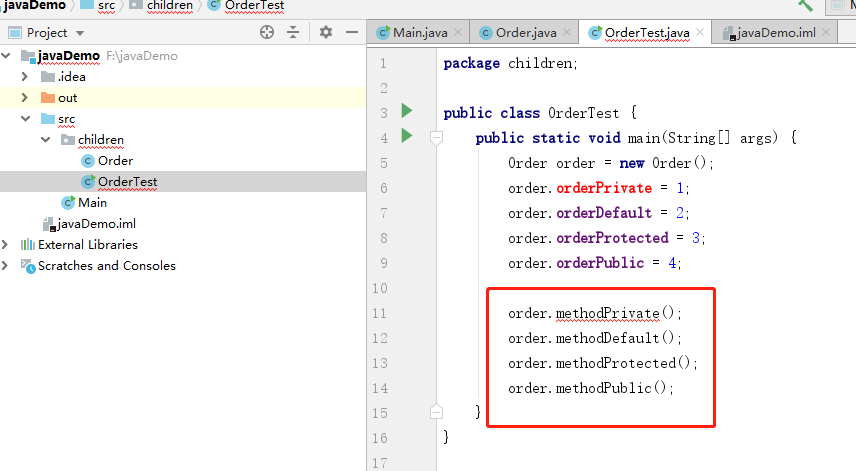 javaDemo src children OrderTest
Project
Main.java Order.java OrderTest.java javaDemo.iml
javaDemo F:\javaDemo
.idea
out
src
children
Order
OrderTest
Main
javaDemo.iml
External Libraries
Scratches and Consoles
1 package children;
2
3 public class OrderTest {
4 public static void main(String[] args) {
5 Order order = new Order();
6 order.orderPrivate = 1;
7 order.orderDefault = 2;
8 order.orderProtected = 3;
9 order.orderPublic = 4;
10
11 order.methodPrivate();
12 order.methodDefault();
13 order.methodProtected();
14 order.methodPublic();
15 }
16 }
17